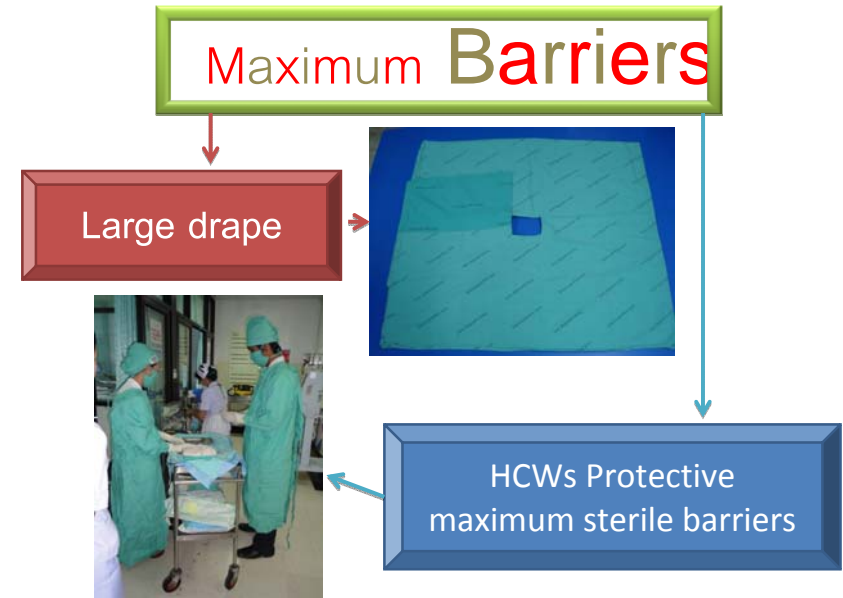 Maximum Barriers
Large drape
HCWs Protective
maximum sterile barriers